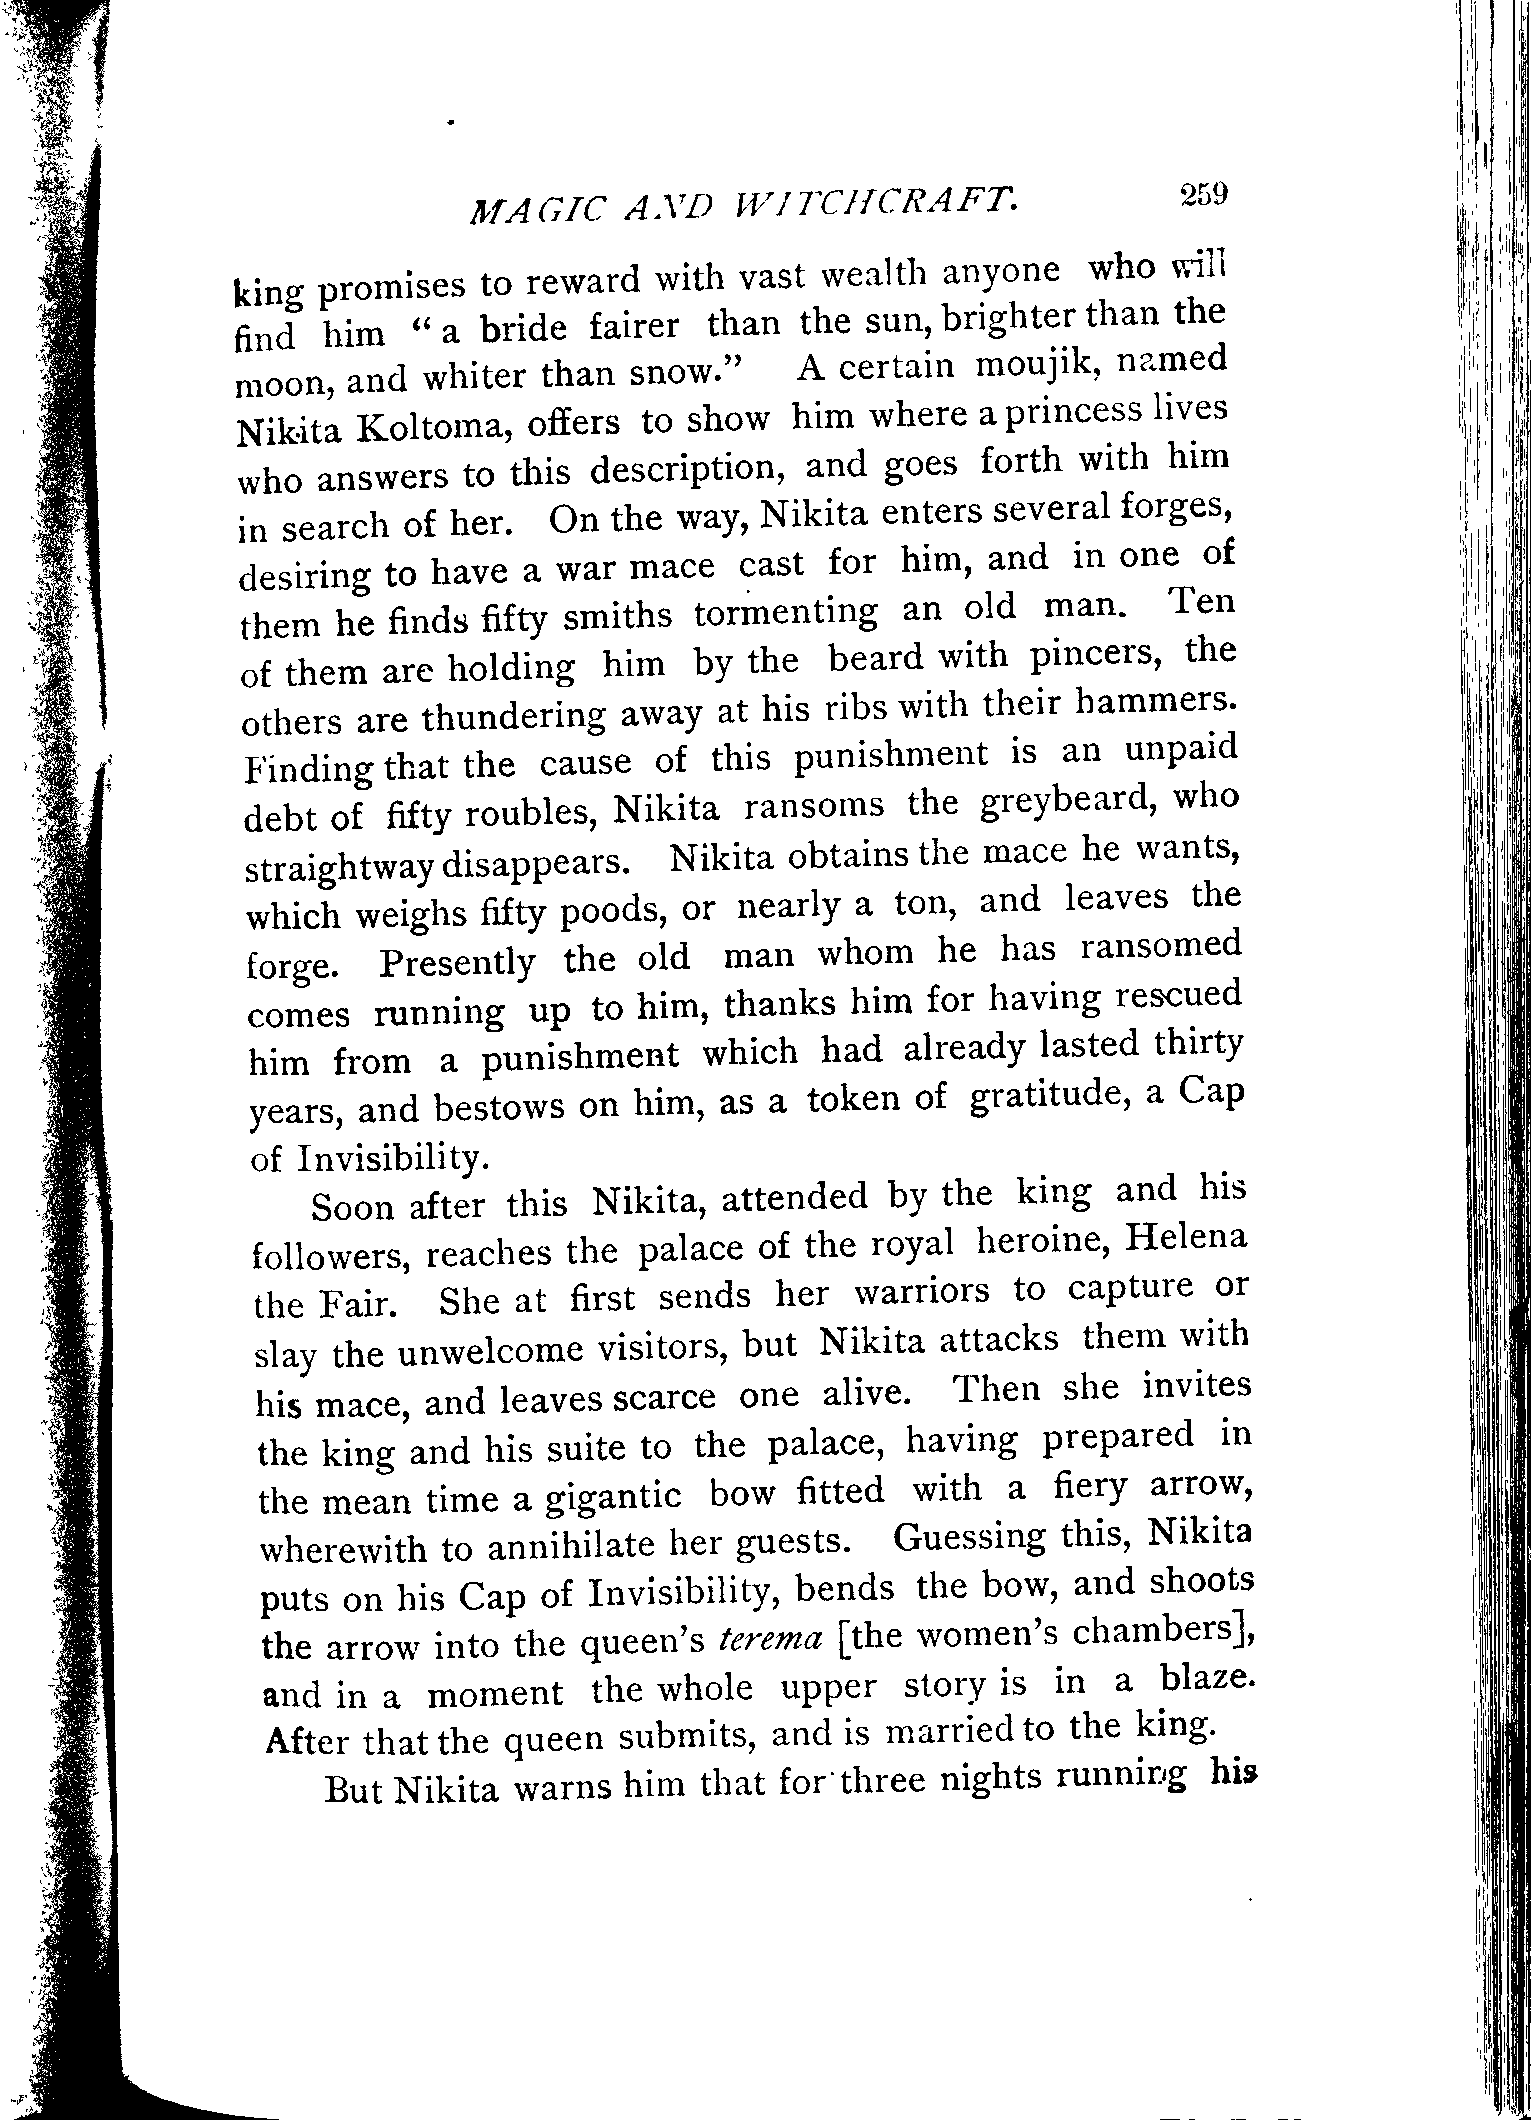 MAGIC AND WITCHCRAFT. 259
king promises to reward with vast wealth anyone who will
find him “a bride fairer than the sun, brighter than the
moon, and whiter than snow.” A certain moujik, named
Nikita Koltoma, offers to show him where a princess lives
who answers to this description, and goes forth with him
in search of her. On the way, Nikita enters several forges,
desiring to have a war mace cast for him, and in one of
them he finds fifty smiths tormenting an old man. Ten
of them are holding him by the beard with pincers, the
others are thundering away at his ribs with their hammers.
Finding that the cause of this punishment is an unpaid
debt of fifty roubles, Nikita ransoms the greybeard, who
straightway disappears. Nikita obtains the mace he wants,
which weighs fifty poods, or nearly a ton, and leaves the
forge. Presently the old man whom he has ransomed
comes running up to him, thanks him for having rescued
him from a punishment which had already lasted thirty
years, and bestows on him, as a token of gratitude, a Cap
of Invisibility.
Soon after this Nikita, attended by the king and his
followers, reaches the palace of the royal heroine, Helena
the Fair. She at first sends her warriors to capture or
slay the unwelcome visitors, but Nikita attacks them with
his mace, and leaves scarce one alive. Then she invites
the king and his suite to the palace, having prepared in
the mean time a gigantic bow fitted with a fiery arrow,
wherewith to annihilate her guests. Guessing this, Nikita
puts on his Cap of Invisibility, bends the bow, and shoots
the arrow into the queen’s terema [the women’s chambers],
and in a moment the whole upper story is in a blaze.
After that the queen submits, and is married to the king.
But Nikita warns him that for three nights running his